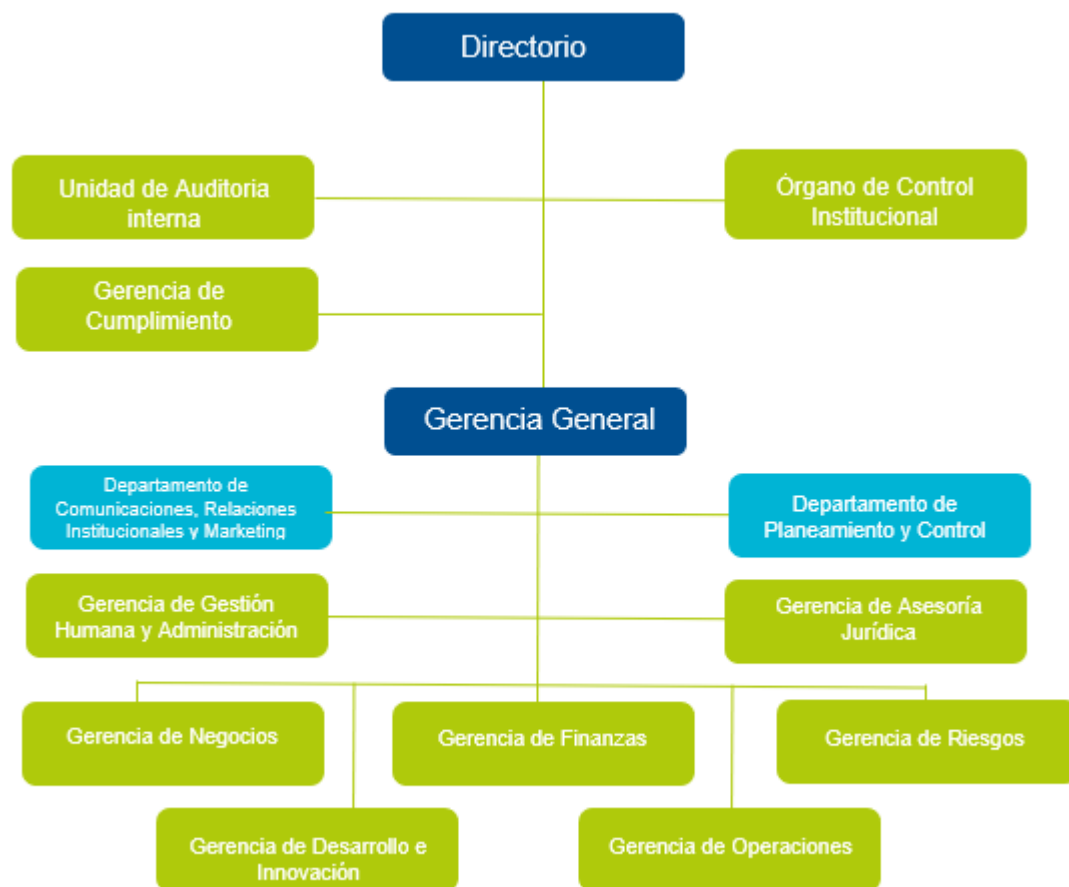 Directorio
Unidad de Auditoria
interna
Órgano de Control
Institucional
Gerencia de
Cumplimiento
Gerencia General
Departamento de
Comunicaciones, Relaciones
Institucionales y Marketing
Departamento de
Planeamiento y Control
Gerencia de Gestión
Humana y Administración
Gerencia de Asesoría
Jurídica
Gerencia de Negocios
Gerencia de Finanzas
Gerencia de Riesgos
Gerencia de Desarrollo e
Innovación
Gerencia de Operaciones